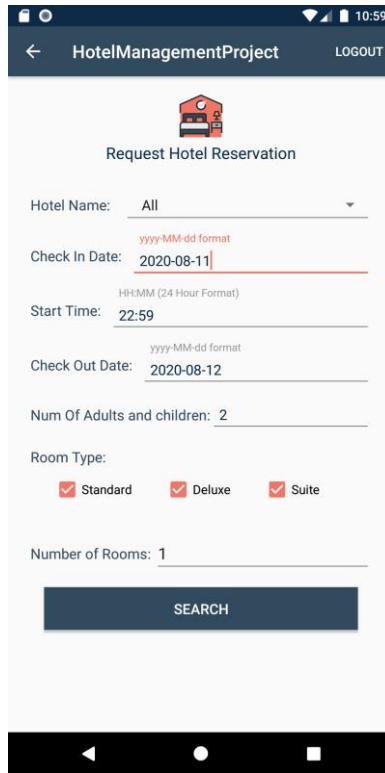 10:59
HotelManagementProject LOGOUT
Request Hotel Reservation
Hotel Name: All
yyyy-MM-dd format
Check In Date: 2020-08-11
HH:MM (24 Hour Format)
Start Time: 22:59
yyyy-MM-dd format
Check Out Date: 2020-08-12
Num Of Adults and children: 2
Room Type:
Standard Deluxe Suite
Number of Rooms: 1
SEARCH